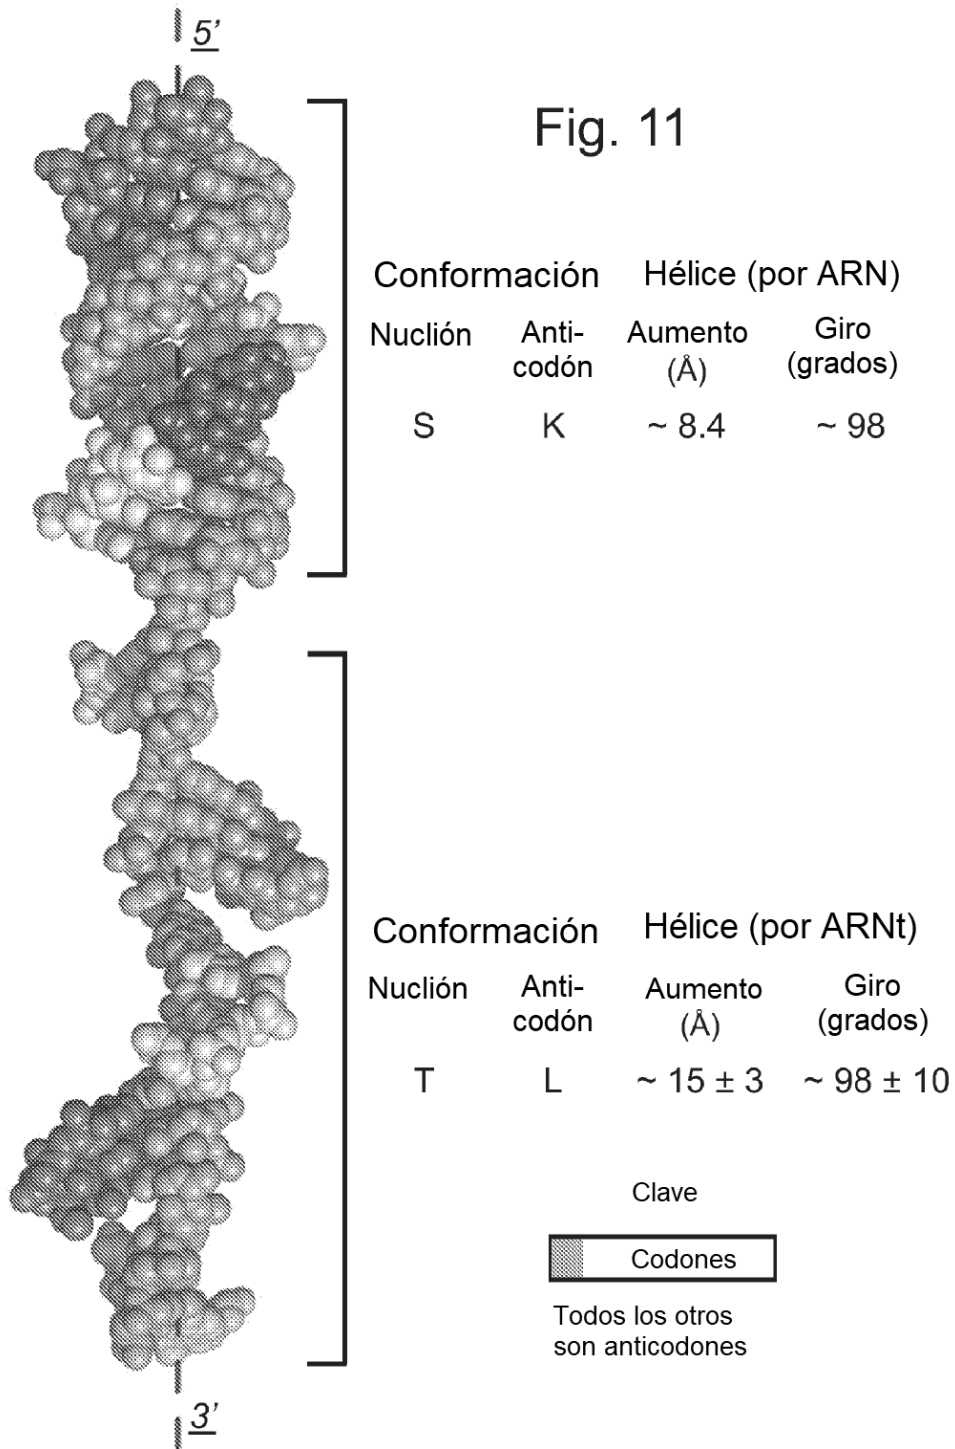 5'
Fig. 11
Conformación Hélice (por ARN)
Nuclión Anti-codón Aumento (Å) Giro (grados)
S K ~ 8.4 ~ 98
Conformación Hélice (por ARNt)
Nuclión Anti-codón Aumento (Å) Giro (grados)
T L ~ 15 ± 3 ~ 98 ± 10
Clave
Codones
Todos los otros
son anticodones
3'